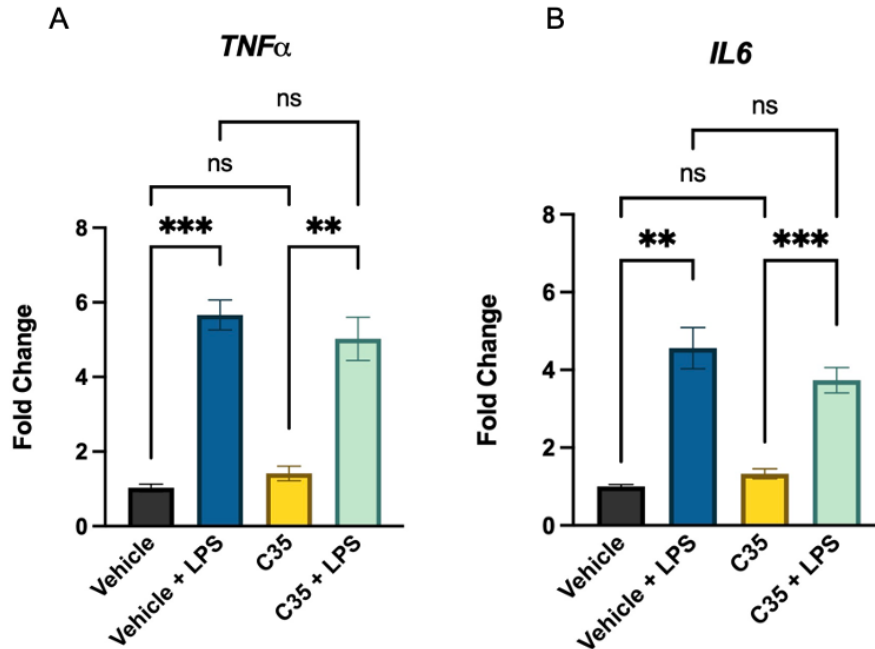 A
TNFα
ns
ns
*** **
8
6
4
2
0
Fold Change
Vehicle
Vehicle + LPS
C35
C35 + LPS
B
IL6
ns
ns
** ***
8
6
4
2
0
Fold Change
Vehicle
Vehicle + LPS
C35
C35 + LPS